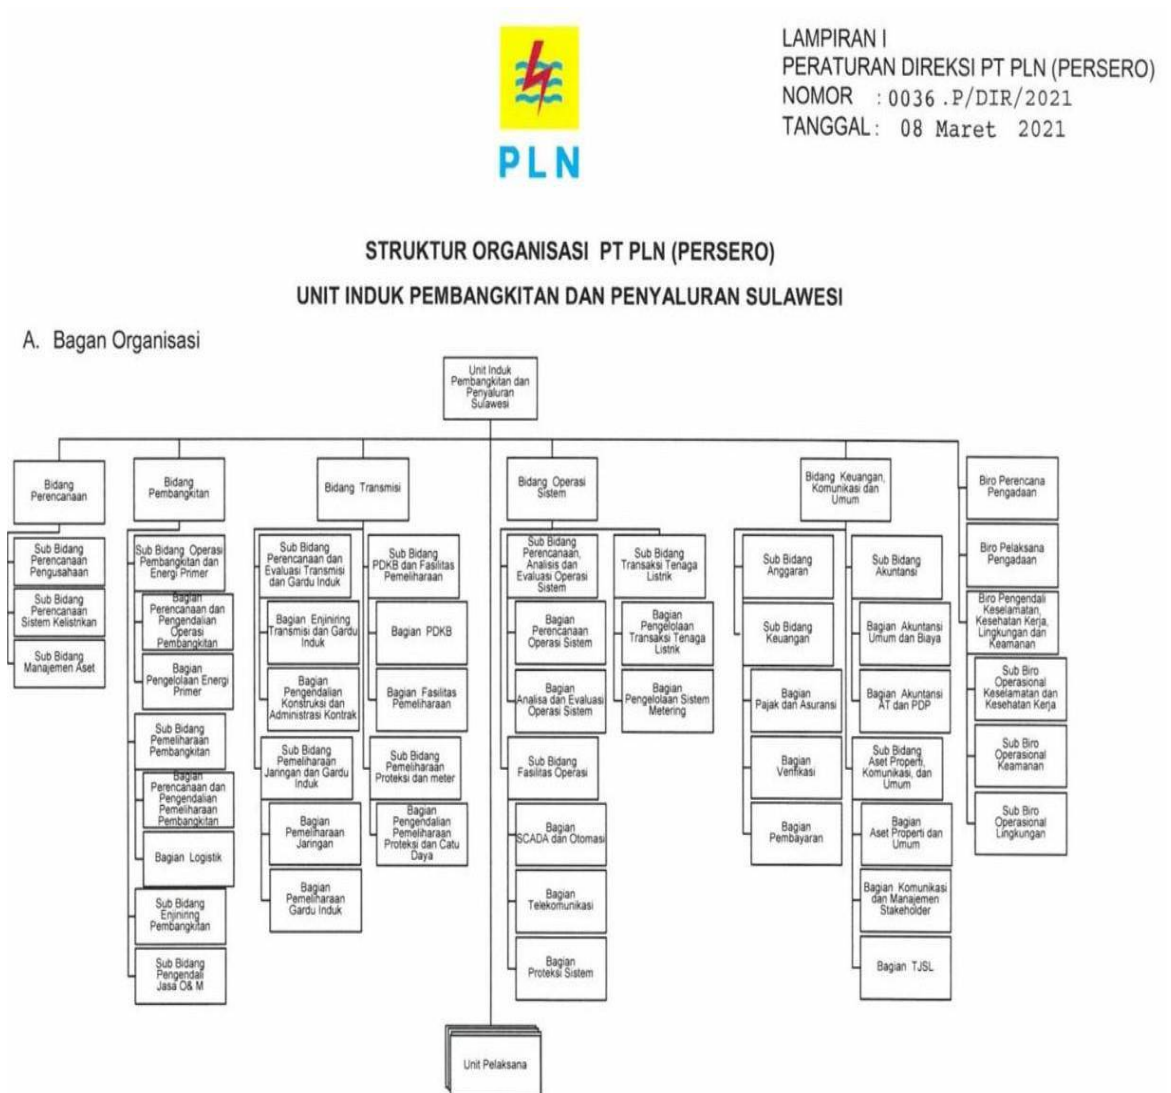 LAMPIRAN I
PERATURAN DIREKSI PT PLN (PERSERO)
NOMOR : 0036.P/DIR/2021
TANGGAL : 08 Maret 2021
PLN
STRUKTUR ORGANISASI PT PLN (PERSERO)
UNIT INDUK PEMBANGKITAN DAN PENYALURAN SULAWESI
A. Bagan Organisasi
Unit Induk
Pembangkitan dan
Penyaluran
Sulawesi
Bidang
Perencanaan
Sub Bidang
Perencanaan
Pengusahaan
Sub Bidang
Perencanaan
Sistem Kelistrikan
Sub Bidang
Manajemen Aset
Bidang
Pembangkitan
Sub Bidang Operasi
Pembangkitan dan
Energi Primer
Bagian
Perencanaan dan
Pengendalian
Operasi
Pembangkitan
Bagian
Pengelolaan Energi
Primer
Sub Bidang
Pemeliharaan
Pembangkitan
Bagian
Perencanaan dan
Pengendalian
Pemeliharaan
Pembangkitan
Bagian Logistik
Sub Bidang
Enjiniring
Pembangkitan
Sub Bidang
Pengendali
Jasa O& M
Bidang Transmisi
Sub Bidang
Perencanaan dan
Evaluasi Transmisi
dan Gardu Induk
Bagian Enjiniring
Transmisi dan Gardu
Induk
Bagian
Pengendalian
Konstruksi dan
Administrasi Kontrak
Sub Bidang
Pemeliharaan
Jaringan dan Gardu
Induk
Bagian
Pemeliharaan
Jaringan
Bagian
Pemeliharaan
Gardu Induk
Sub Bidang
PDKB dan Fasilitas
Pemeliharaan
Bagian PDKB
Bagian Fasilitas
Pemeliharaan
Sub Bidang
Pemeliharaan
Proteksi dan meter
Bagian
Pengendalian
Pemeliharaan
Proteksi dan Catu
Daya
Bidang Operasi
Sistem
Sub Bidang
Perencanaan,
Analisis dan
Evaluasi Operasi
Sistem
Bagian
Perencanaan
Operasi Sistem
Bagian
Analisa dan Evaluasi
Operasi Sistem
Sub Bidang
Fasilitas Operasi
Bagian
SCADA dan Otomasi
Bagian
Telekomunikasi
Bagian
Proteksi Sistem
Sub Bidang
Transaksi Tenaga
Listrik
Bagian
Pengelolaan
Transaksi Tenaga
Listrik
Bagian
Pengelolaan Sistem
Metering
Bidang Keuangan,
Komunikasi dan
Umum
Sub Bidang
Anggaran
Sub Bidang
Keuangan
Bagian
Pajak dan Asuransi
Bagian
Verifikasi
Bagian
Pembayaran
Sub Bidang
Akuntansi
Bagian Akuntansi
Umum dan Biaya
Bagian Akuntansi
AT dan PDP
Sub Bidang
Aset Properti,
Komunikasi, dan
Umum
Bagian
Aset Properti dan
Umum
Bagian Komunikasi
dan Manajemen
Stakeholder
Bagian TJSL
Biro Perencana
Pengadaan
Biro Pelaksana
Pengadaan
Biro Pengendali
Keselamatan,
Kesehatan Kerja,
Lingkungan dan
Keamanan
Sub Biro
Operasional
Keselamatan dan
Kesehatan Kerja
Sub Biro
Operasional
Keamanan
Sub Biro
Operasional
Lingkungan
Unit Pelaksana